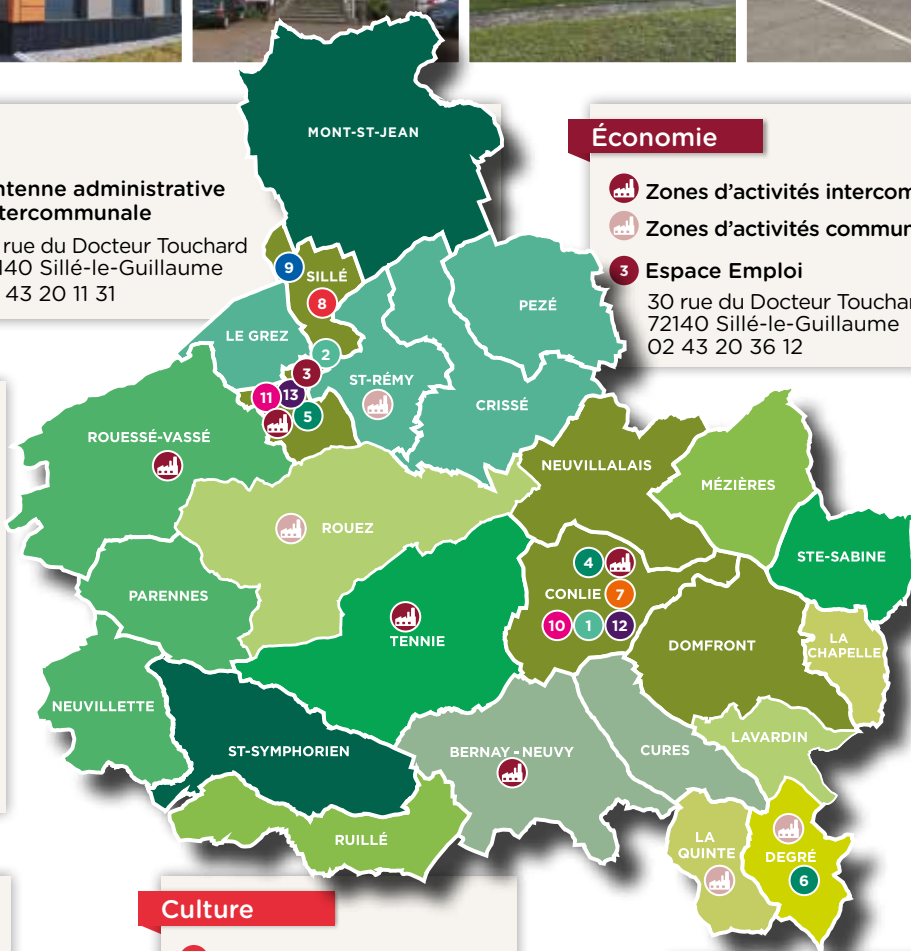 MONT-ST-JEAN
ntenne administrative
tercommunale
rue du Docteur Touchard
140 Sillé-le-Guillaume
43 20 11 31
Économie
Zones d'activités intercom
Zones d'activités commun
3 Espace Emploi
30 rue du Docteur Touchar
72140 Sillé-le-Guillaume
02 43 20 36 12
9
SILLÉ
8
PEZÉ
LE GREZ
2
3
ST-RÉMY
11
13
5
CRISSÉ
ROUESSÉ-VASSÉ
NEUVILLALAIS
MÉZIÈRES
ROUEZ
STE-SABINE
4
CONLIE 7
10 1 12
PARENNES
TENNIE
DOMFRONT
LA
CHAPELLE
NEUVILLETTE
ST-SYMPHORIEN
BERNAY-NEUVY
CURES
LAVARDIN
RUILLÉ
LA
QUINTE
DEGRÉ
6
Culture